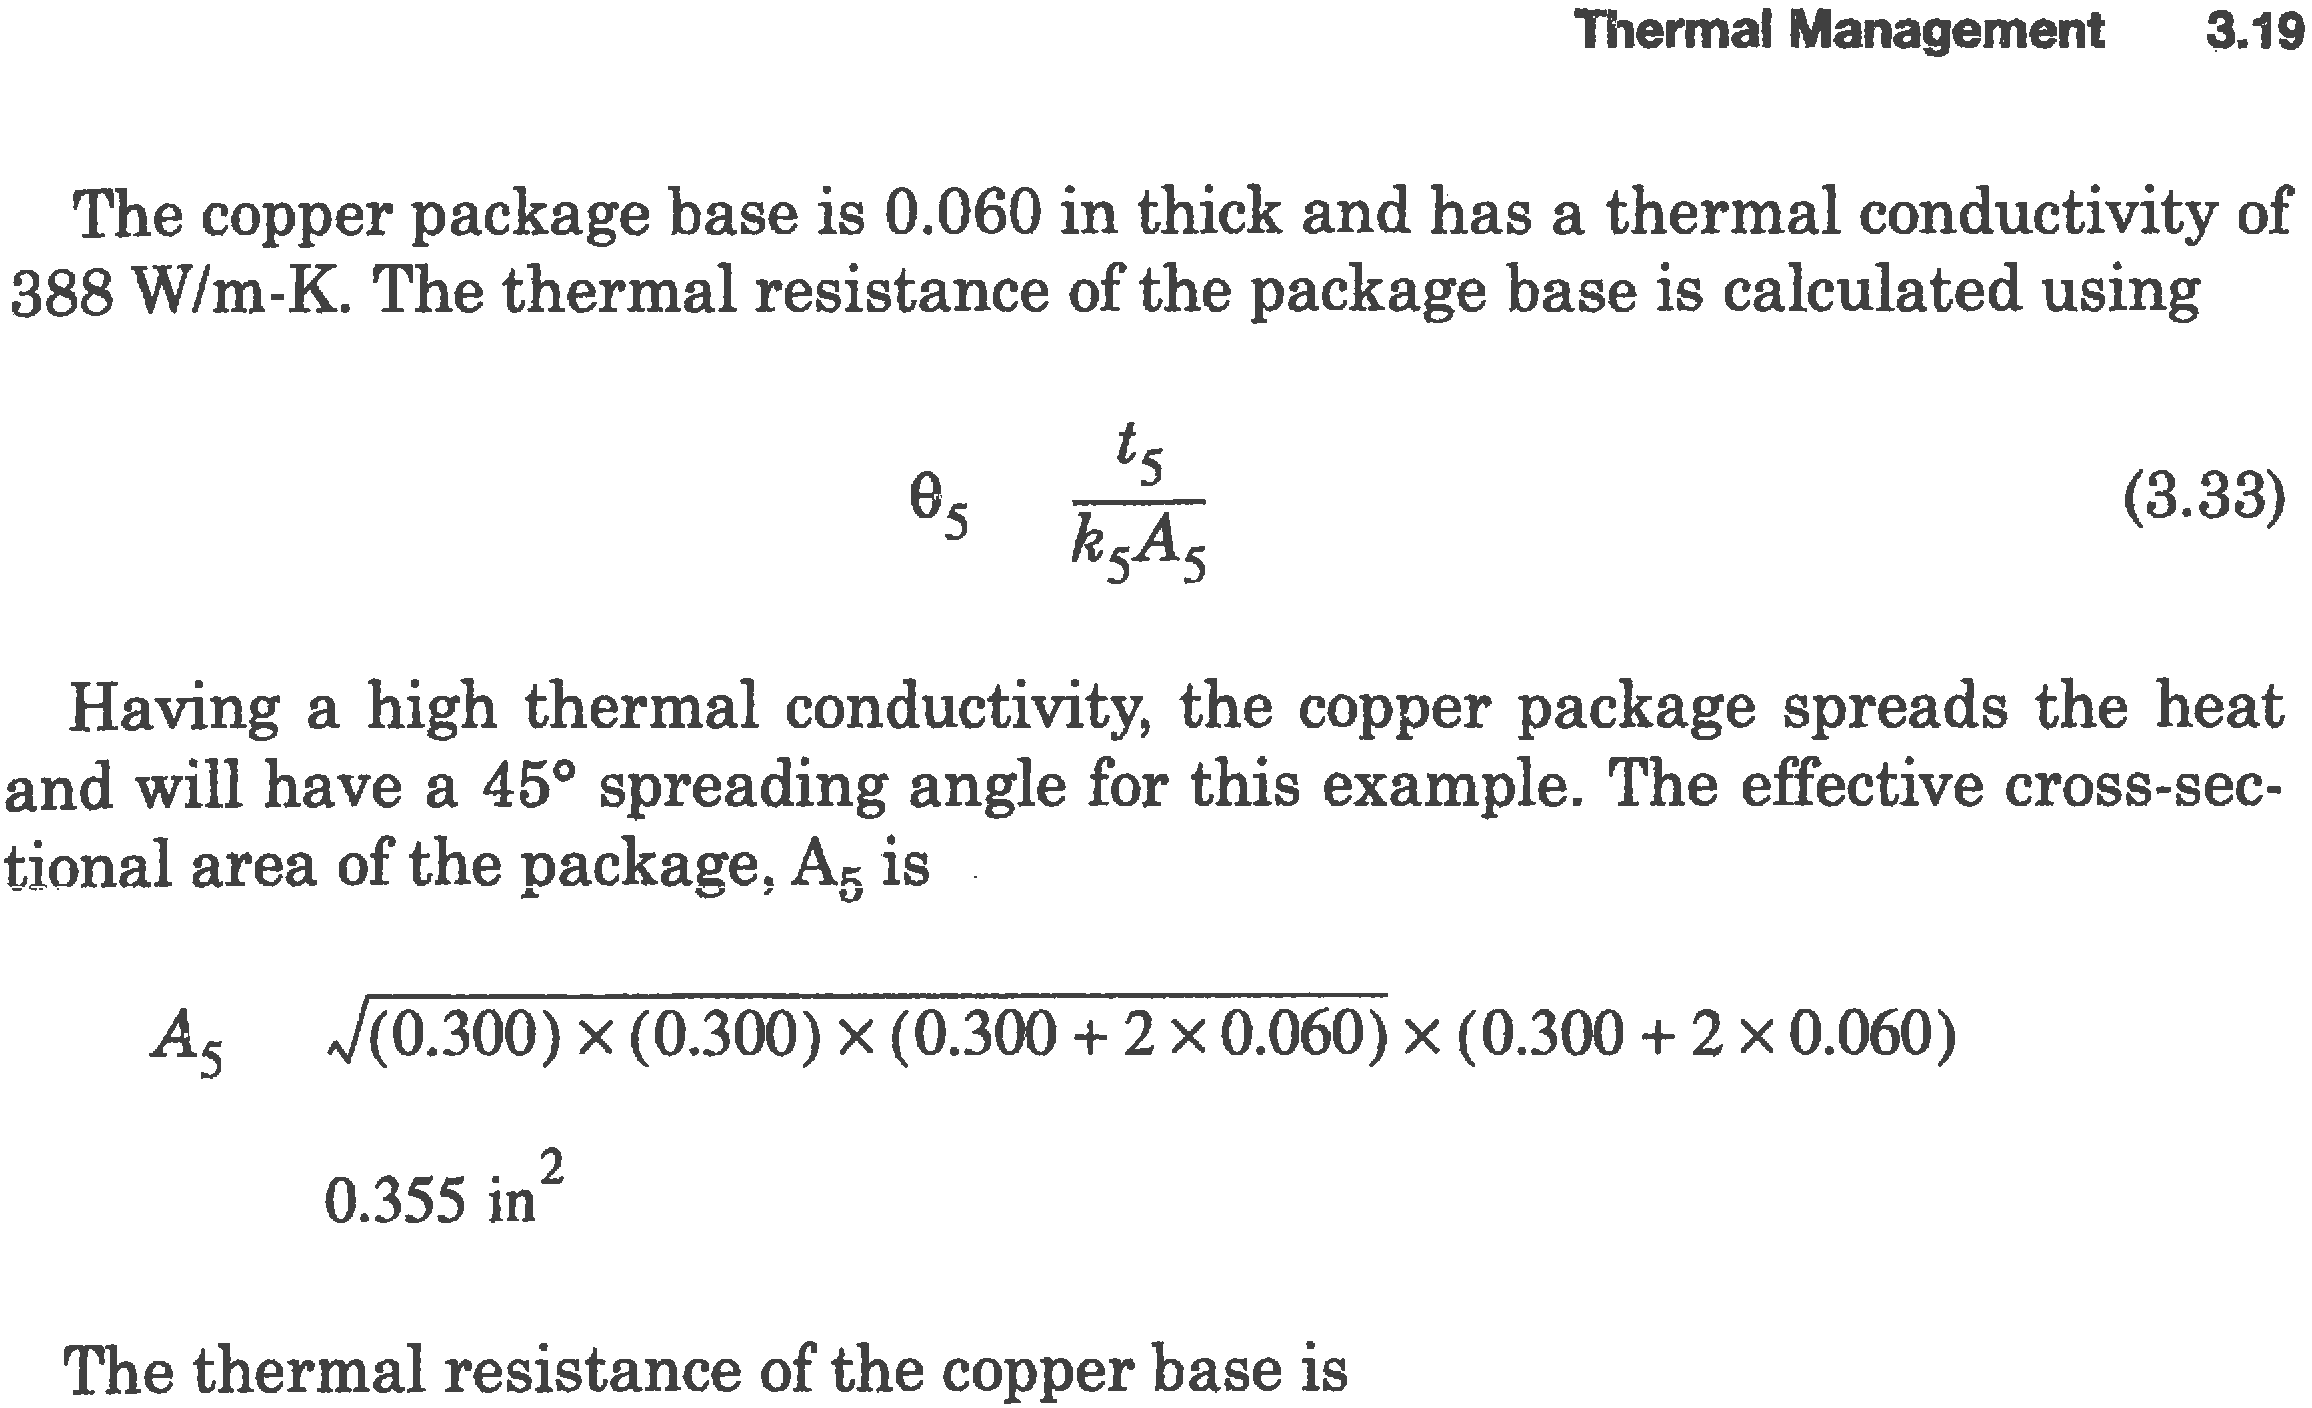 Thermal Management 3.19
The copper package base is 0.060 in thick and has a thermal conductivity of
388 W/m-K. The thermal resistance of the package base is calculated using
θ₅ t₅ / k₅A₅ (3.33)
Having a high thermal conductivity, the copper package spreads the heat
and will have a 45° spreading angle for this example. The effective cross-sec-
tional area of the package, A₅ is
A₅ √(0.300) × (0.300) × (0.300 + 2 × 0.060) × (0.300 + 2 × 0.060)
0.355 in²
The thermal resistance of the copper base is